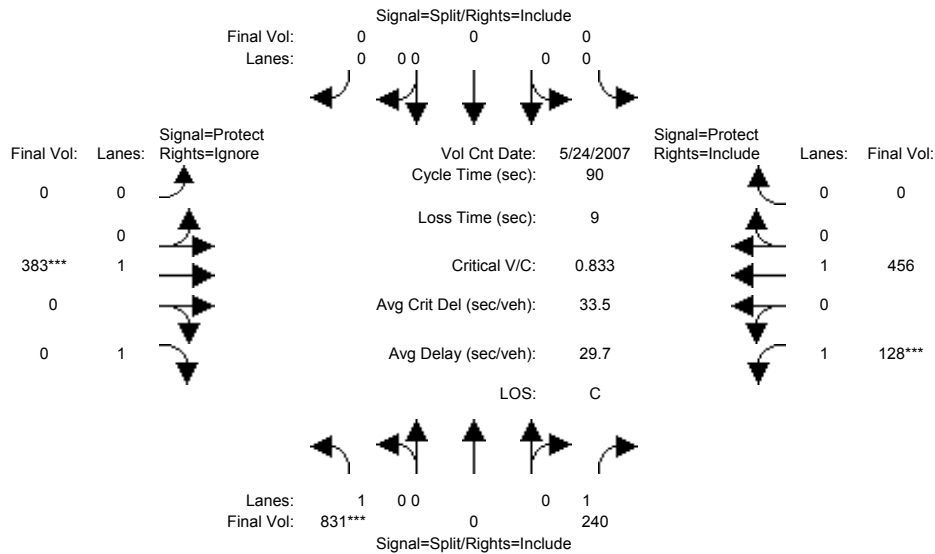 Signal=Split/Rights=Include
Final Vol: 0 0 0
Lanes: 0 0 0 0 0
Signal=Protect Signal=Protect
Final Vol: Lanes: Rights=Ignore Vol Cnt Date: 5/24/2007 Rights=Include Lanes: Final Vol:
Cycle Time (sec): 90
0 0 0 0
Loss Time (sec): 9
0 0
383*** 1 Critical V/C: 0.833 1 456
0 Avg Crit Del (sec/veh): 33.5 0
0 1 Avg Delay (sec/veh): 29.7 1 128***
LOS: C
Lanes: 1 0 0 0 1
Final Vol: 831*** 0 240
Signal=Split/Rights=Include